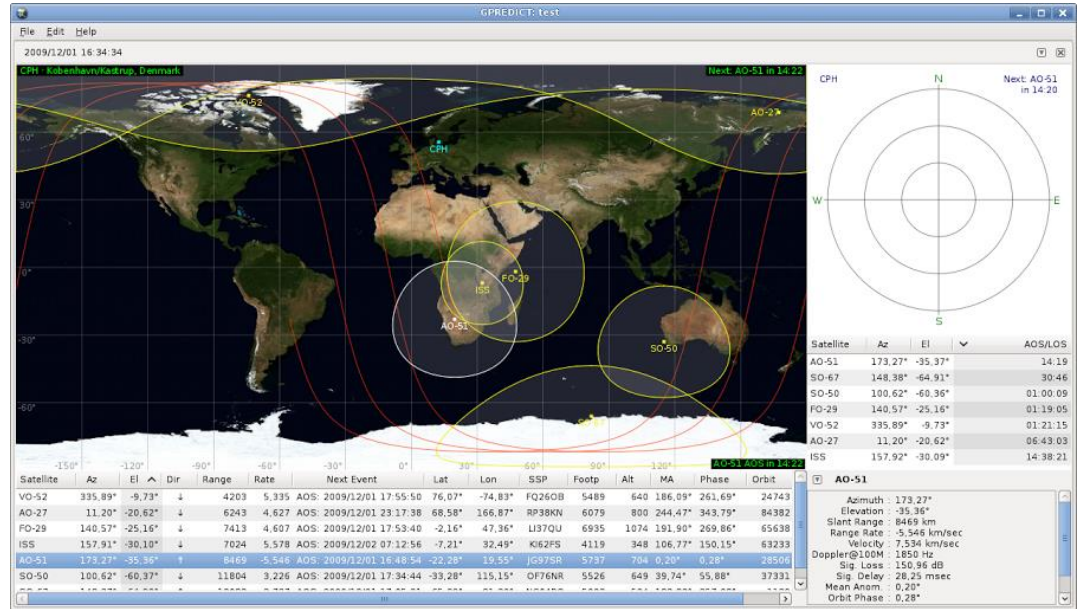 GPREDICT: test
File Edit Help
2009/12/01 16:34:34
CPH · Kobenhavn/Kastrup, Denmark
Next: AO-51 in 14:22
VO-52
AO-27
60°
CPH
30°
0°
FO-29
ISS
AO-51
-30°
SO-50
-60°
-150° -120° -90° -60° -30° 0° 30° 60° 90° 120°
AO-51 AOS in 14:22
CPH
N
Next: AO-51
in 14:20
W
E
S
Satellite Az El AOS/LOS
AO-51 173,27° -35,37° 14:19
SO-67 148,38° -64,91° 30:46
SO-50 100,62° -60,36° 01:00:09
FO-29 140,57° -25,16° 01:19:05
VO-52 335,89° -9,73° 01:21:15
AO-27 11,20° -20,62° 06:43:03
ISS 157,92° -30,09° 14:38:21
Satellite Az El Dir Range Rate Next Event Lat Lon SSP Footp Alt MA Phase Orbit
VO-52 335,89° -9,73° ↓ 4203 5,335 AOS: 2009/12/01 17:55:50 76,07° -74,83° FQ26OB 5489 640 186,09° 261,69° 24743
AO-27 11,20° -20,62° ↓ 6243 4,627 AOS: 2009/12/01 23:17:38 68,58° 166,87° RP38KN 6079 800 244,47° 343,79° 84382
FO-29 140,57° -25,16° ↓ 7413 4,607 AOS: 2009/12/01 17:53:40 -2,16° 47,36° LI37QU 6935 1074 191,90° 269,86° 65638
ISS 157,91° -30,10° ↓ 7024 5,578 AOS: 2009/12/02 07:12:56 -7,21° 32,49° KI62FS 4119 348 106,77° 150,15° 63233
AO-51 173,27° -35,36° ↑ 8469 -5,546 AOS: 2009/12/01 16:48:54 -22,28° 19,55° JG97SR 5737 704 0,20° 0,28° 28506
SO-50 100,62° -60,37° ↓ 11804 3,226 AOS: 2009/12/01 17:34:44 -33,28° 115,15° OF76NR 5526 649 39,74° 55,88° 37331
AO-51
Azimuth : 173,27°
Elevation : -35,36°
Slant Range : 8469 km
Range Rate : -5,546 km/sec
Velocity : 7,534 km/sec
Doppler@100M : 1850 Hz
Sig. Loss : 150,96 dB
Sig. Delay : 28,25 msec
Mean Anom. : 0,20°
Orbit Phase : 0,28°